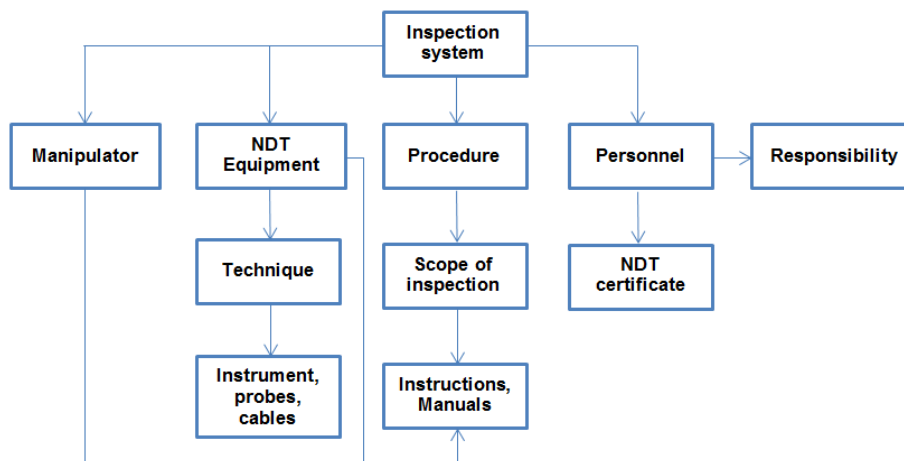 Inspection
system
Manipulator
NDT
Equipment
Procedure
Personnel
Responsibility
Technique
Scope of
inspection
NDT
certificate
Instrument,
probes,
cables
Instructions,
Manuals